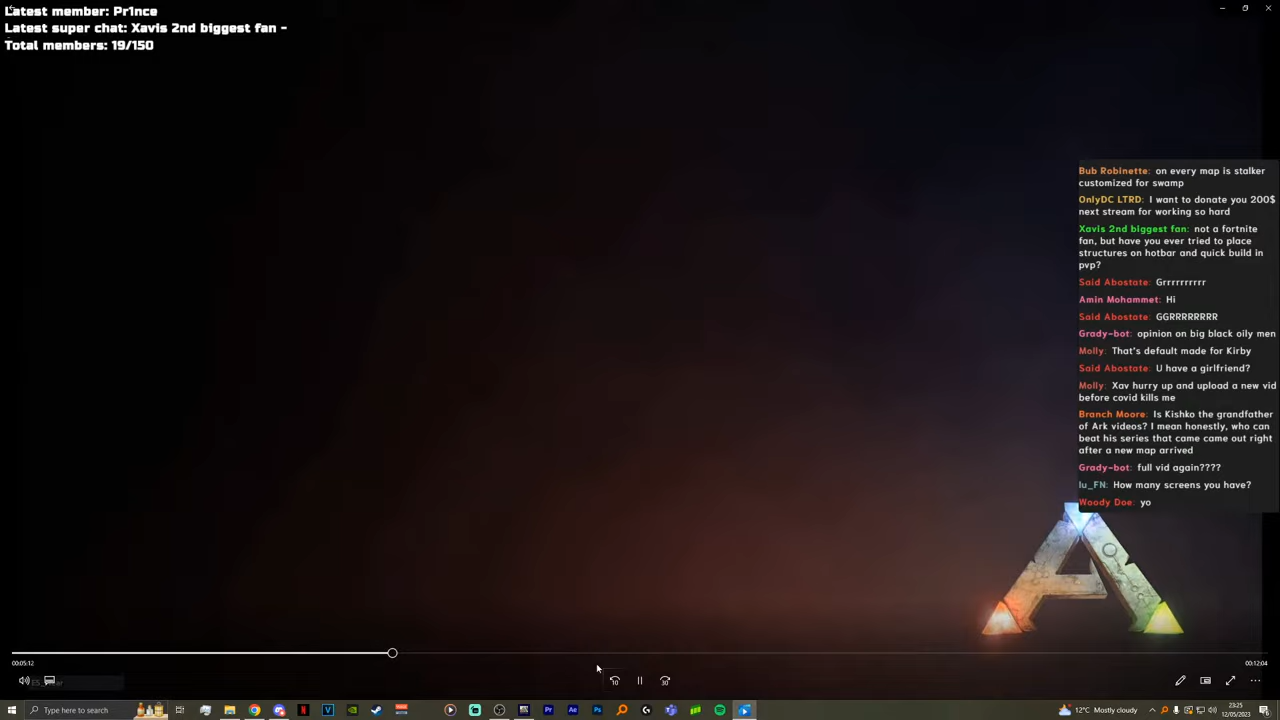 Latest member: Pr1nce
Latest super chat: Xavis 2nd biggest fan -
Total members: 19/150
Bub Robinette: on every map is stalker
customized for swamp
OnlyDC LTRD: I want to donate you 200$
next stream for working so hard
Xavis 2nd biggest fan: not a fortnite
fan, but have you ever tried to place
structures on hotbar and quick build in
pvp?
Said Abostate: Grrrrrrrrrr
Amin Mohammet: Hi
Said Abostate: GGRRRRRRRR
Grady-bot: opinion on big black oily men
Molly: That's default made for Kirby
Said Abostate: U have a girlfriend?
Molly: Xav hurry up and upload a new vid
before covid kills me
Branch Moore: Is Kishko the grandfather
of Ark videos? I mean honestly, who can
beat his series that came came out right
after a new map arrived
Grady-bot: full vid again????
lu_FN: How many screens you have?
Woody Doe: yo
00:05:12
00:12:04
10
30
Type here to search
12°C Mostly cloudy
23:25
12/05/2023